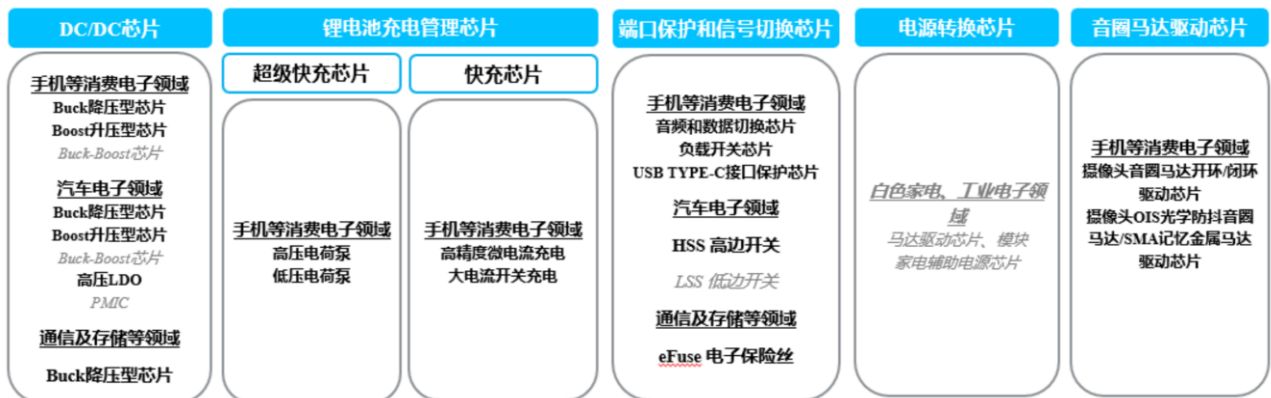 DC/DC芯片
手机等消费电子领域
Buck降压型芯片
Boost升压型芯片
Buck-Boost芯片
汽车电子领域
Buck降压型芯片
Boost升压型芯片
Buck-Boost芯片
高压LDO
PMIC
通信及存储等领域
Buck降压型芯片
锂电池充电管理芯片
超级快充芯片
手机等消费电子领域
高压电荷泵
低压电荷泵
快充芯片
手机等消费电子领域
高精度微电流充电
大电流开关充电
端口保护和信号切换芯片
手机等消费电子领域
音频和数据切换芯片
负载开关芯片
USB TYPE-C接口保护芯片
汽车电子领域
HSS 高边开关
LSS 低边开关
通信及存储等领域
eFuse 电子保险丝
电源转换芯片
白色家电、工业电子领
域
马达驱动芯片、模块
家电辅助电源芯片
音圈马达驱动芯片
手机等消费电子领域
摄像头音圈马达开环/闭环
驱动芯片
摄像头OIS光学防抖音圈
马达/SMA记忆金属马达
驱动芯片